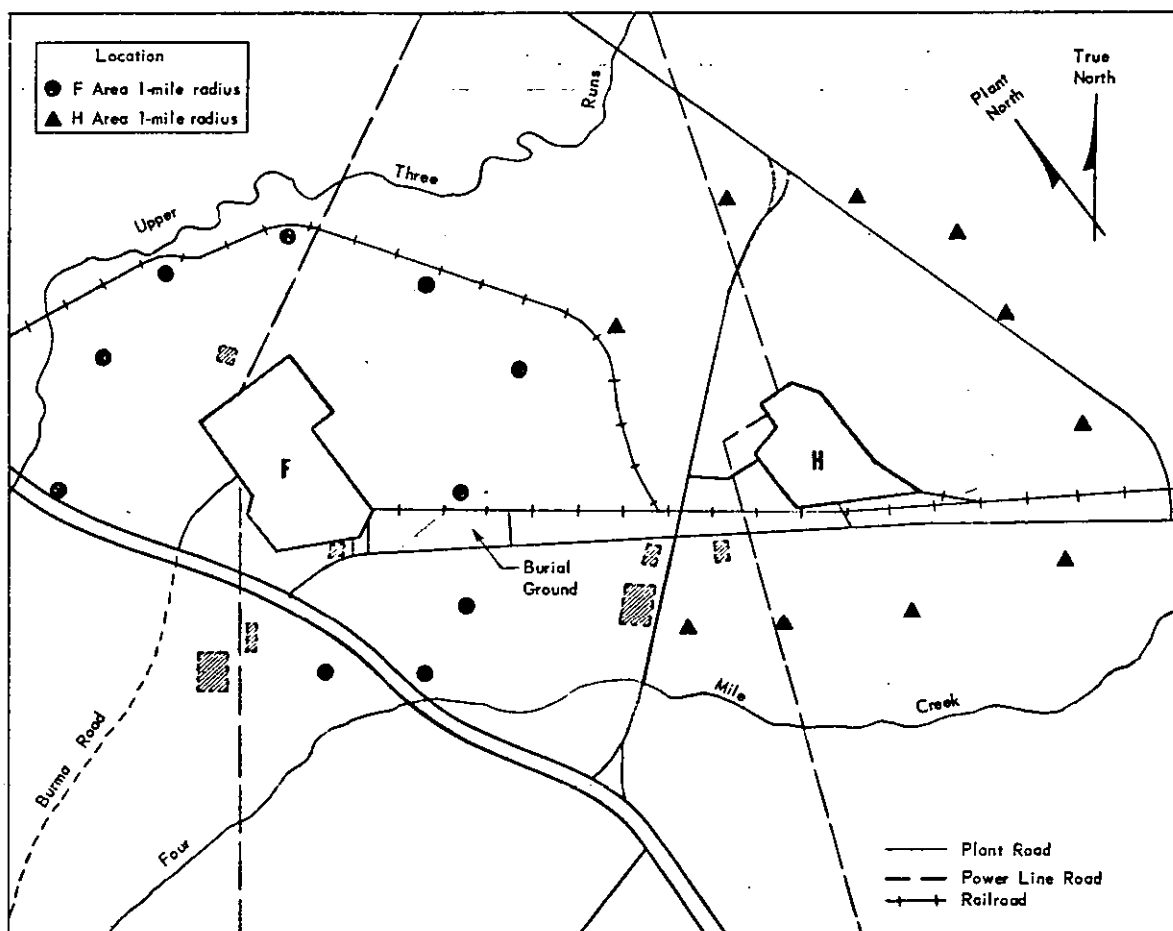 Location
F Area 1-mile radius
H Area 1-mile radius
True
North
Plant
North
Runs
Three
Upper
F
H
Burial
Ground
Mile
Creek
Burma Road
Four
Plant Road
Power Line Road
Railroad